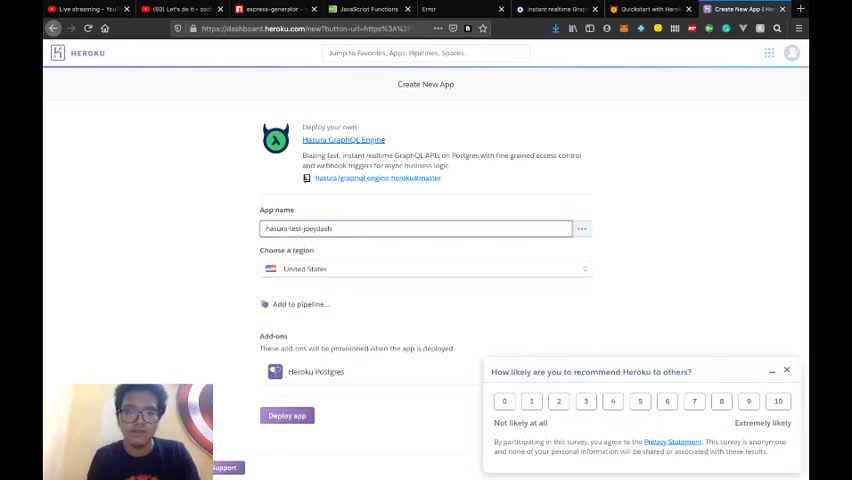 Live streaming - YouT
(60) Let's do it - codi
express-generator - n
JavaScript Functions
Error
Instant realtime Grap
Quickstart with Herok
Create New App | He
https://dashboard.heroku.com/new?button-url=https%3A%2F
HEROKU
Jump to Favorites, Apps, Pipelines, Spaces...
Create New App
Deploy your own
Hasura GraphQL Engine
Blazing fast, instant realtime GraphQL APIs on Postgres with fine grained access control
and webhook triggers for async business logic.
hasura/graphql-engine-heroku#master
App name
hasura-test-joeydash
Choose a region
United States
Add to pipeline...
Add-ons
These add-ons will be provisioned when the app is deployed.
Heroku Postgres
Deploy app
Support
How likely are you to recommend Heroku to others?
0 1 2 3 4 5 6 7 8 9 10
Not likely at all
Extremely likely
By participating in this survey, you agree to the Privacy Statement. This survey is anonymous
and none of your personal information will be shared or associated with these results.